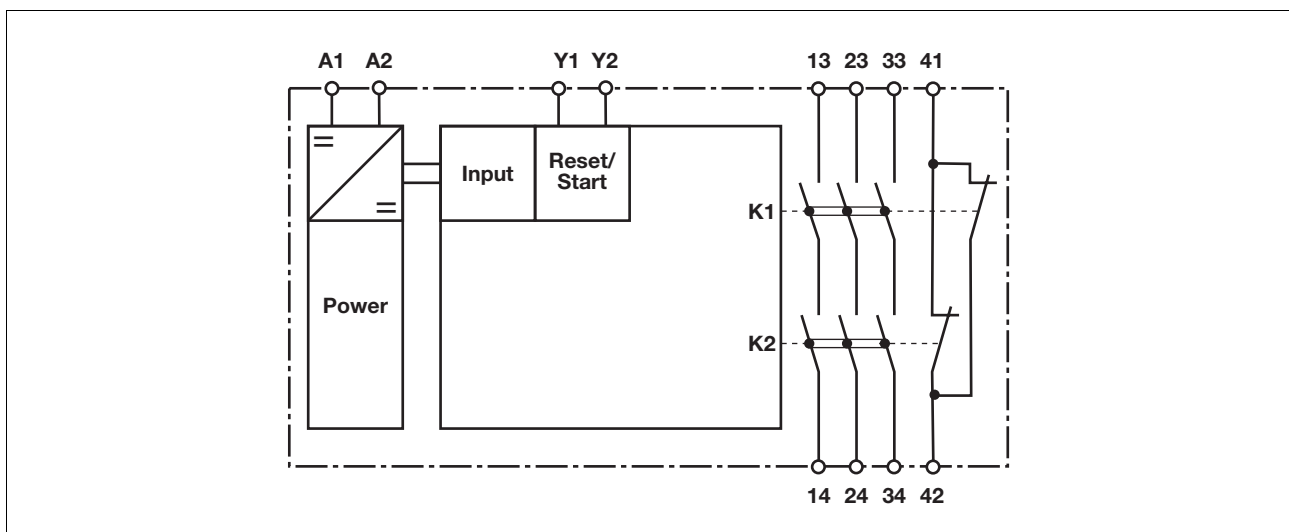 A1 A2 Y1 Y2 13 23 33 41
Input
Reset/
Start
K1
Power
K2
14 24 34 42